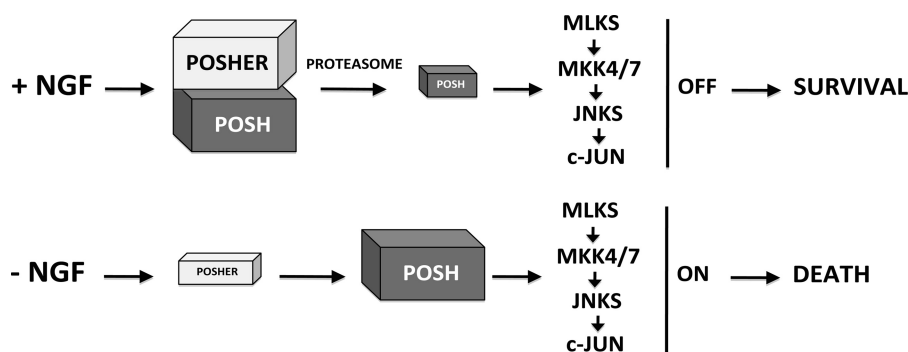 + NGF
POSHER
POSH
PROTEASOME
POSH
MLKS
MKK4/7
JNKS
c-JUN
OFF
SURVIVAL
- NGF
POSHER
POSH
MLKS
MKK4/7
JNKS
c-JUN
ON
DEATH